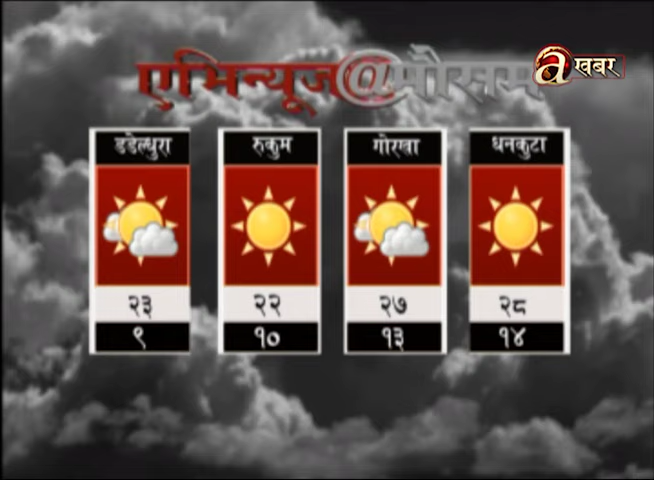 एभिन्यूज@मौसम
a खबर
डडेल्धुरा
२३
९
रुकुम
२२
१०
गोरखा
२७
१३
धनकुटा
२८
१४